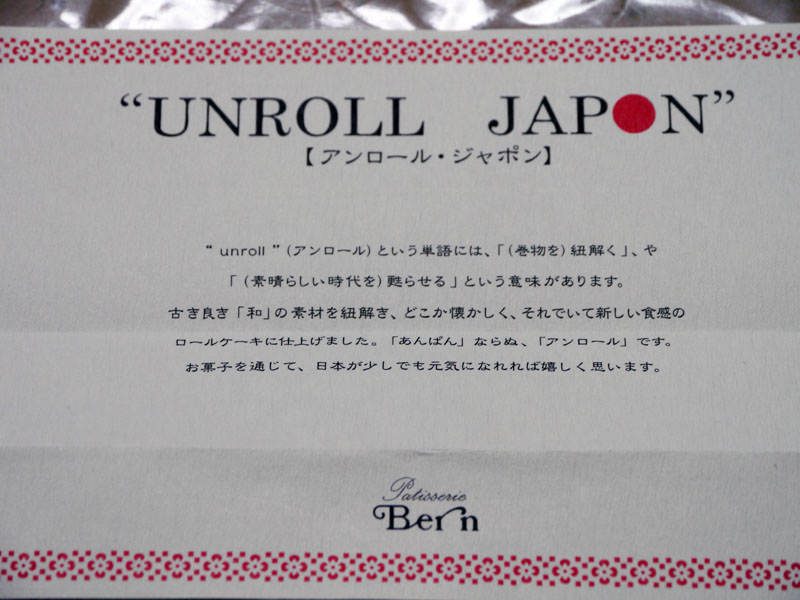 “UNROLL JAPON”
【アンロール・ジャポン】
“ unroll ”（アンロール）という単語には、「（巻物を）紐解く」、や
「（素晴らしい時代を）甦らせる」という意味があります。
古き良き「和」の素材を紐解き、どこか懐かしく、それでいて新しい食感の
ロールケーキに仕上げました。「あんぱん」ならぬ、「アンロール」です。
お菓子を通じて、日本が少しでも元気になれれば嬉しく思います。
Patisserie
Bern